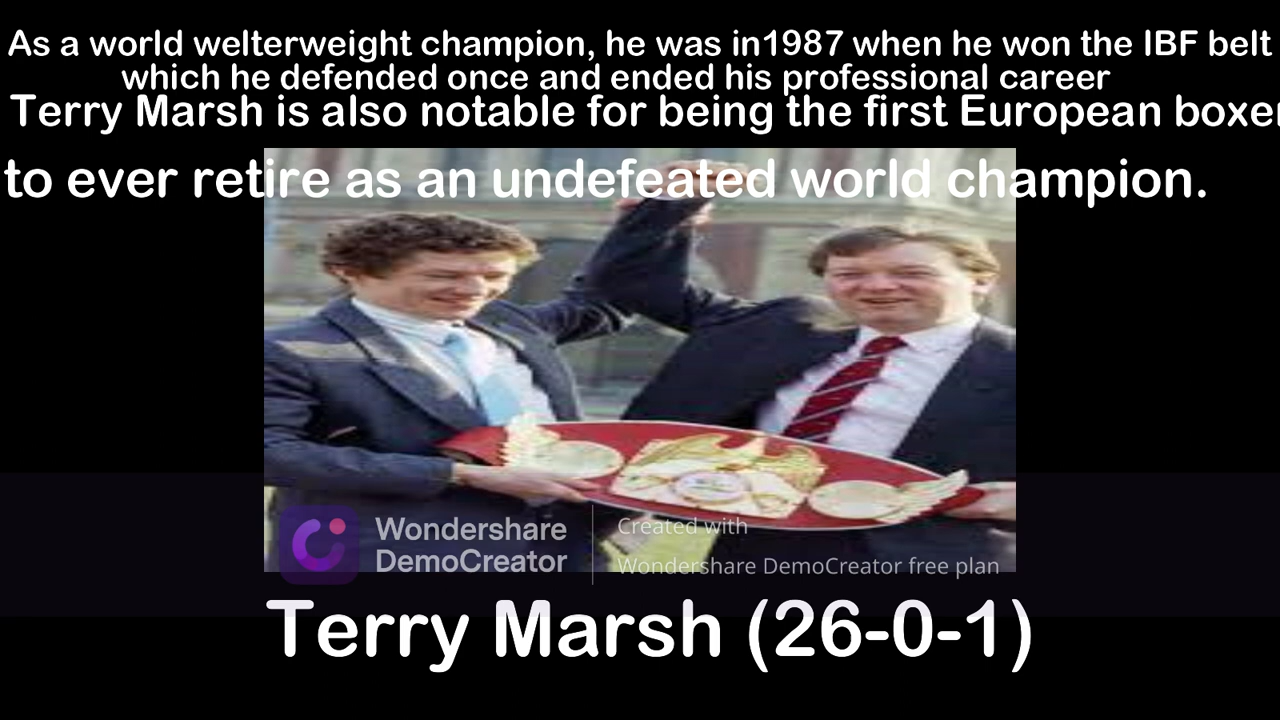 As a world welterweight champion, he was in1987 when he won the IBF belt
which he defended once and ended his professional career
Terry Marsh is also notable for being the first European boxer
to ever retire as an undefeated world champion.
Wondershare
DemoCreator
Created with
Wondershare DemoCreator free plan
Terry Marsh (26-0-1)